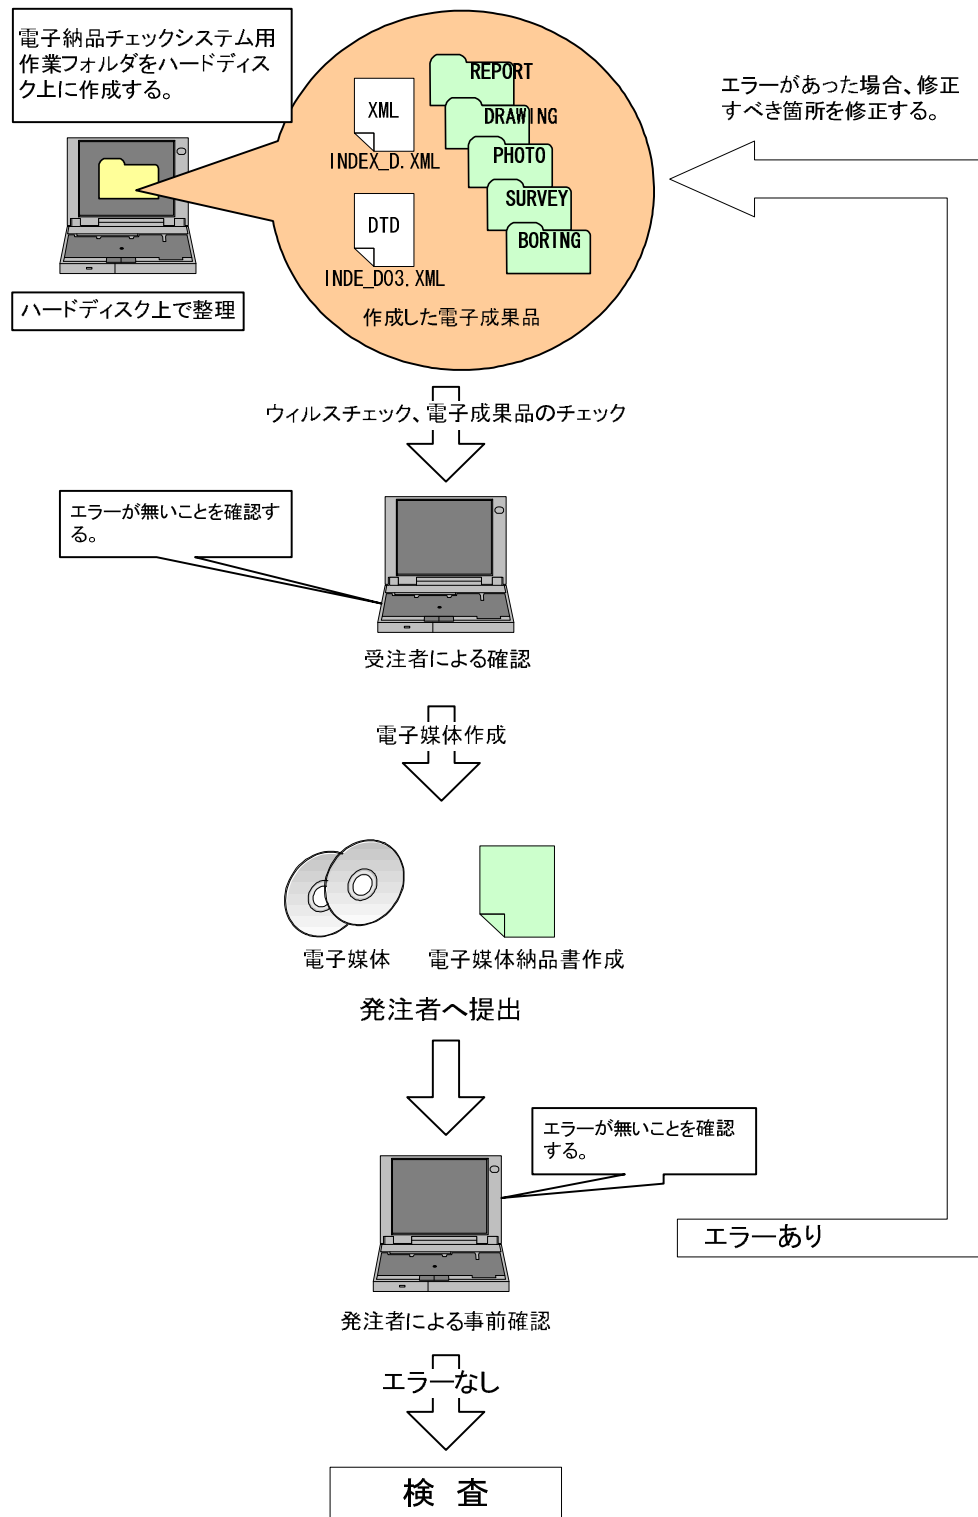 電子納品チェックシステム用
作業フォルダをハードディス
ク上に作成する。
ハードディスク上で整理
XML
INDEX_D.XML
DTD
INDE_D03.XML
REPORT
DRAWING
PHOTO
SURVEY
BORING
作成した電子成果品
エラーがあった場合、修正
すべき箇所を修正する。
ウィルスチェック、電子成果品のチェック
エラーが無いことを確認す
る。
受注者による確認
電子媒体作成
電子媒体
電子媒体納品書作成
発注者へ提出
エラーが無いことを確認
する。
エラーあり
発注者による事前確認
エラーなし
検 査